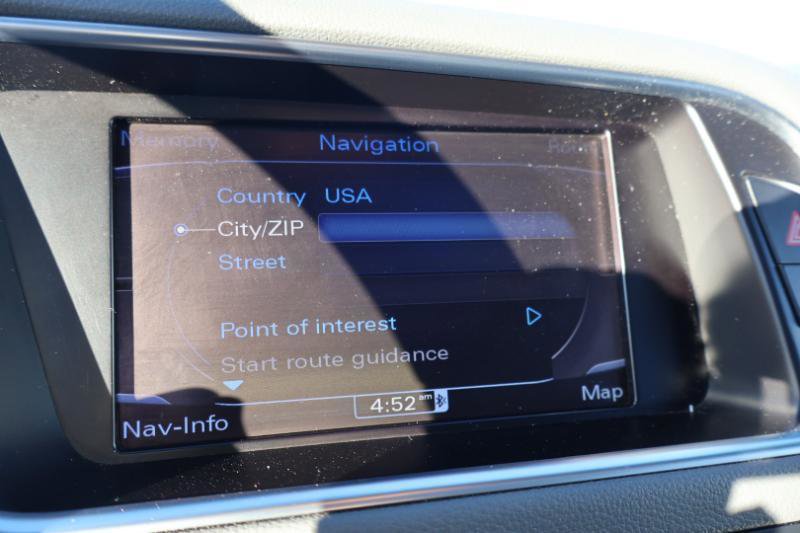 Memory Navigation
Country USA
City/ZIP
Street
Point of interest
Start route guidance
4:52 am
Nav-Info Map